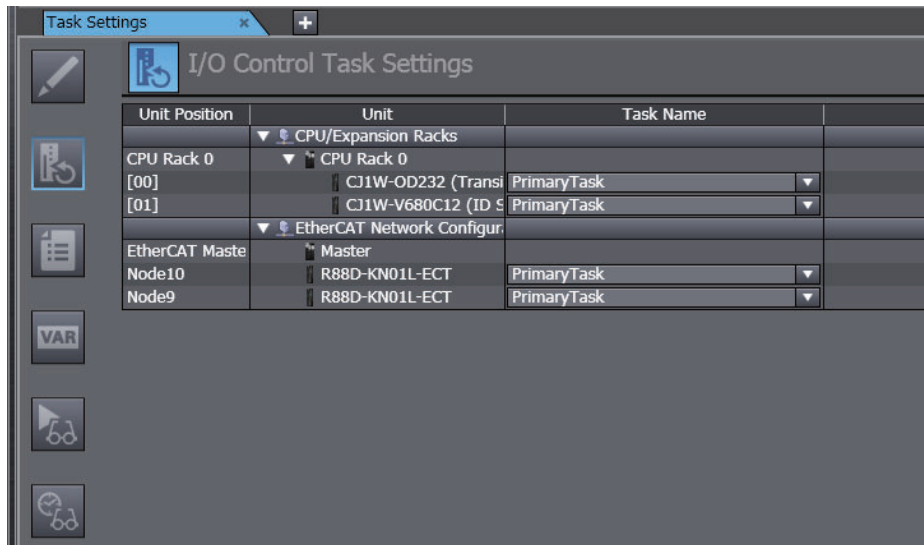 Task Settings
I/O Control Task Settings
Unit Position Unit Task Name
CPU/Expansion Racks
CPU Rack 0 CPU Rack 0
[00] CJ1W-OD232 (Transi PrimaryTask
[01] CJ1W-V680C12 (ID S PrimaryTask
EtherCAT Network Configur
EtherCAT Maste Master
Node10 R88D-KN01L-ECT PrimaryTask
Node9 R88D-KN01L-ECT PrimaryTask
VAR